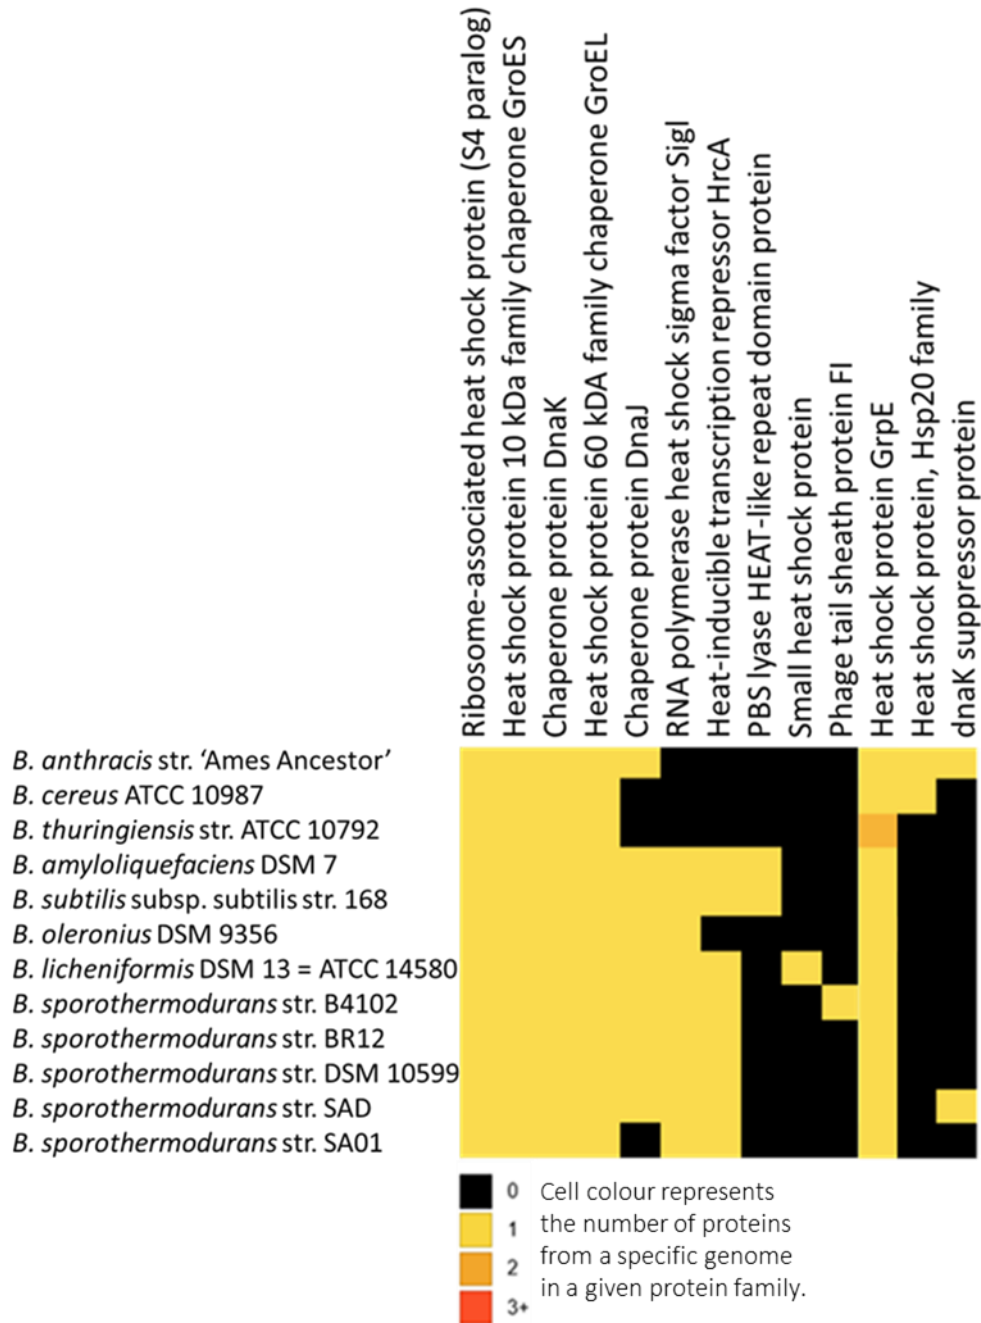 Ribosome-associated heat shock protein (S4 paralog)
Heat shock protein 10 kDa family chaperone GroES
Chaperone protein DnaK
Heat shock protein 60 kDA family chaperone GroEL
Chaperone protein DnaJ
RNA polymerase heat shock sigma factor SigI
Heat-inducible transcription repressor HrcA
PBS lyase HEAT-like repeat domain protein
Small heat shock protein
Phage tail sheath protein FI
Heat shock protein GrpE
Heat shock protein, Hsp20 family
dnaK suppressor protein
B. anthracis str. ‘Ames Ancestor’
B. cereus ATCC 10987
B. thuringiensis str. ATCC 10792
B. amyloliquefaciens DSM 7
B. subtilis subsp. subtilis str. 168
B. oleronius DSM 9356
B. licheniformis DSM 13 = ATCC 14580
B. sporothermodurans str. B4102
B. sporothermodurans str. BR12
B. sporothermodurans str. DSM 10599
B. sporothermodurans str. SAD
B. sporothermodurans str. SA01
0
1
2
3+
Cell colour represents
the number of proteins
from a specific genome
in a given protein family.